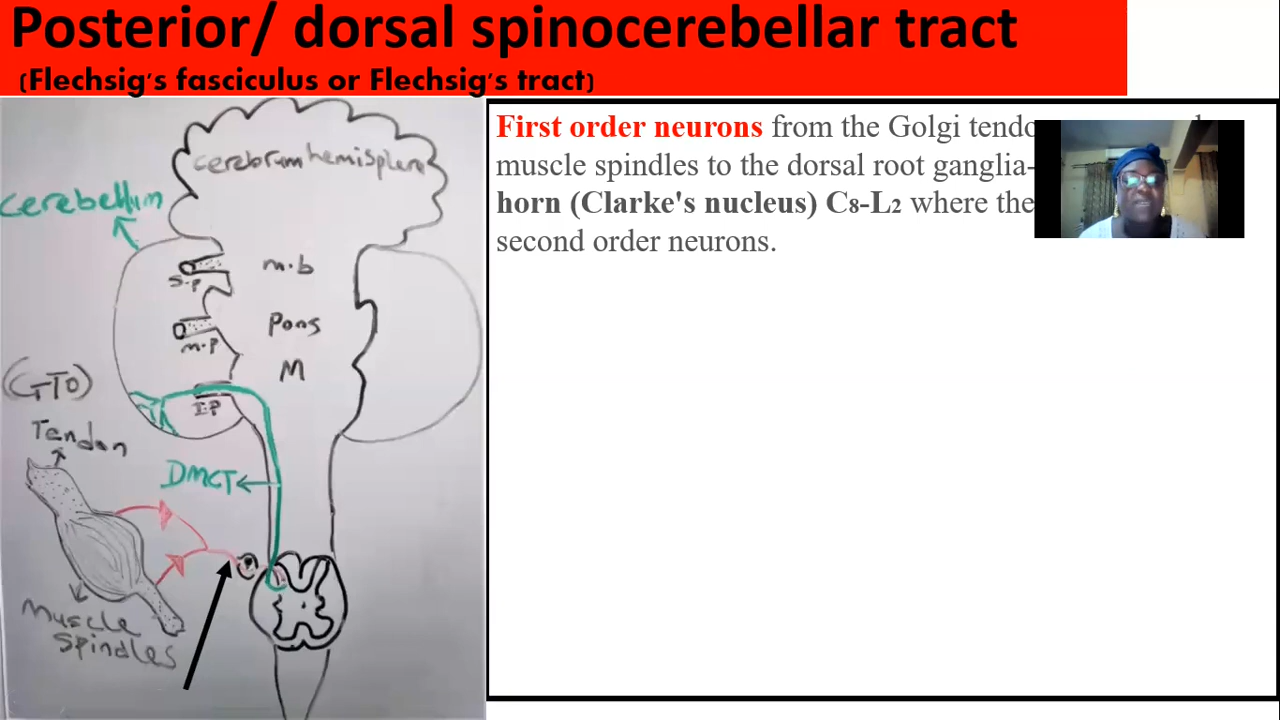 Posterior/ dorsal spinocerebellar tract
(Flechsig's fasciculus or Flechsig's tract)
First order neurons from the Golgi
muscle spindles to the dorsal root ganglia-
horn (Clarke's nucleus) C8-L2 where the
second order neurons.
cerebrum hemisphere
cerebellum
m.b
S.P
Pons
m.P
M
(GTO)
I.P
Tendon
DMCT
muscle
spindles